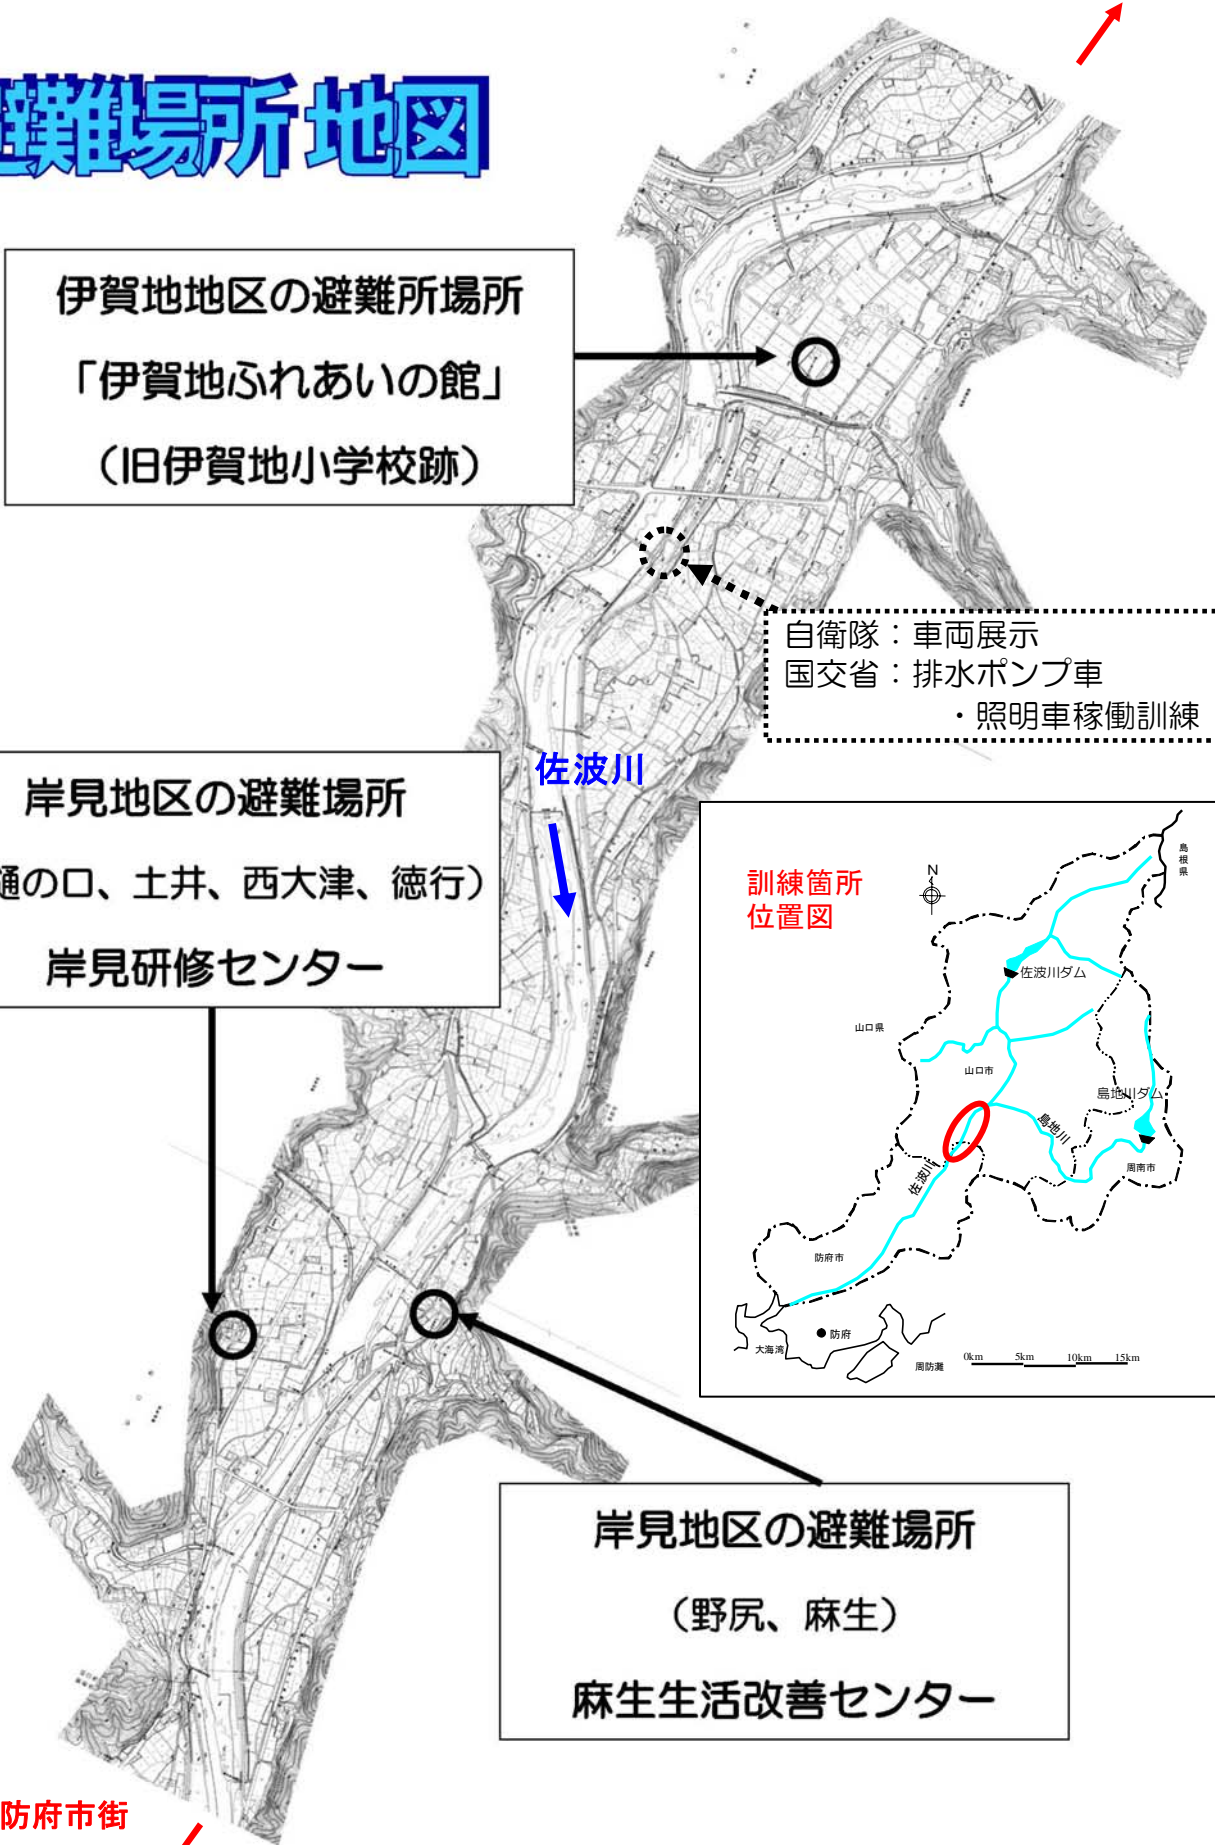 避難場所地図
伊賀地地区の避難所場所
「伊賀地ふれあいの館」
（旧伊賀地小学校跡）
自衛隊：車両展示
国交省：排水ポンプ車
・照明車稼働訓練
佐波川
岸見地区の避難場所
樋の口、土井、西大津、徳行）
岸見研修センター
訓練箇所
位置図
N
島根県
佐波川ダム
山口県
山口市
島地川ダム
島地川
周南市
佐波川
防府市
防府
大海湾
周防灘
0km 5km 10km 15km
岸見地区の避難場所
（野尻、麻生）
麻生生活改善センター
防府市街